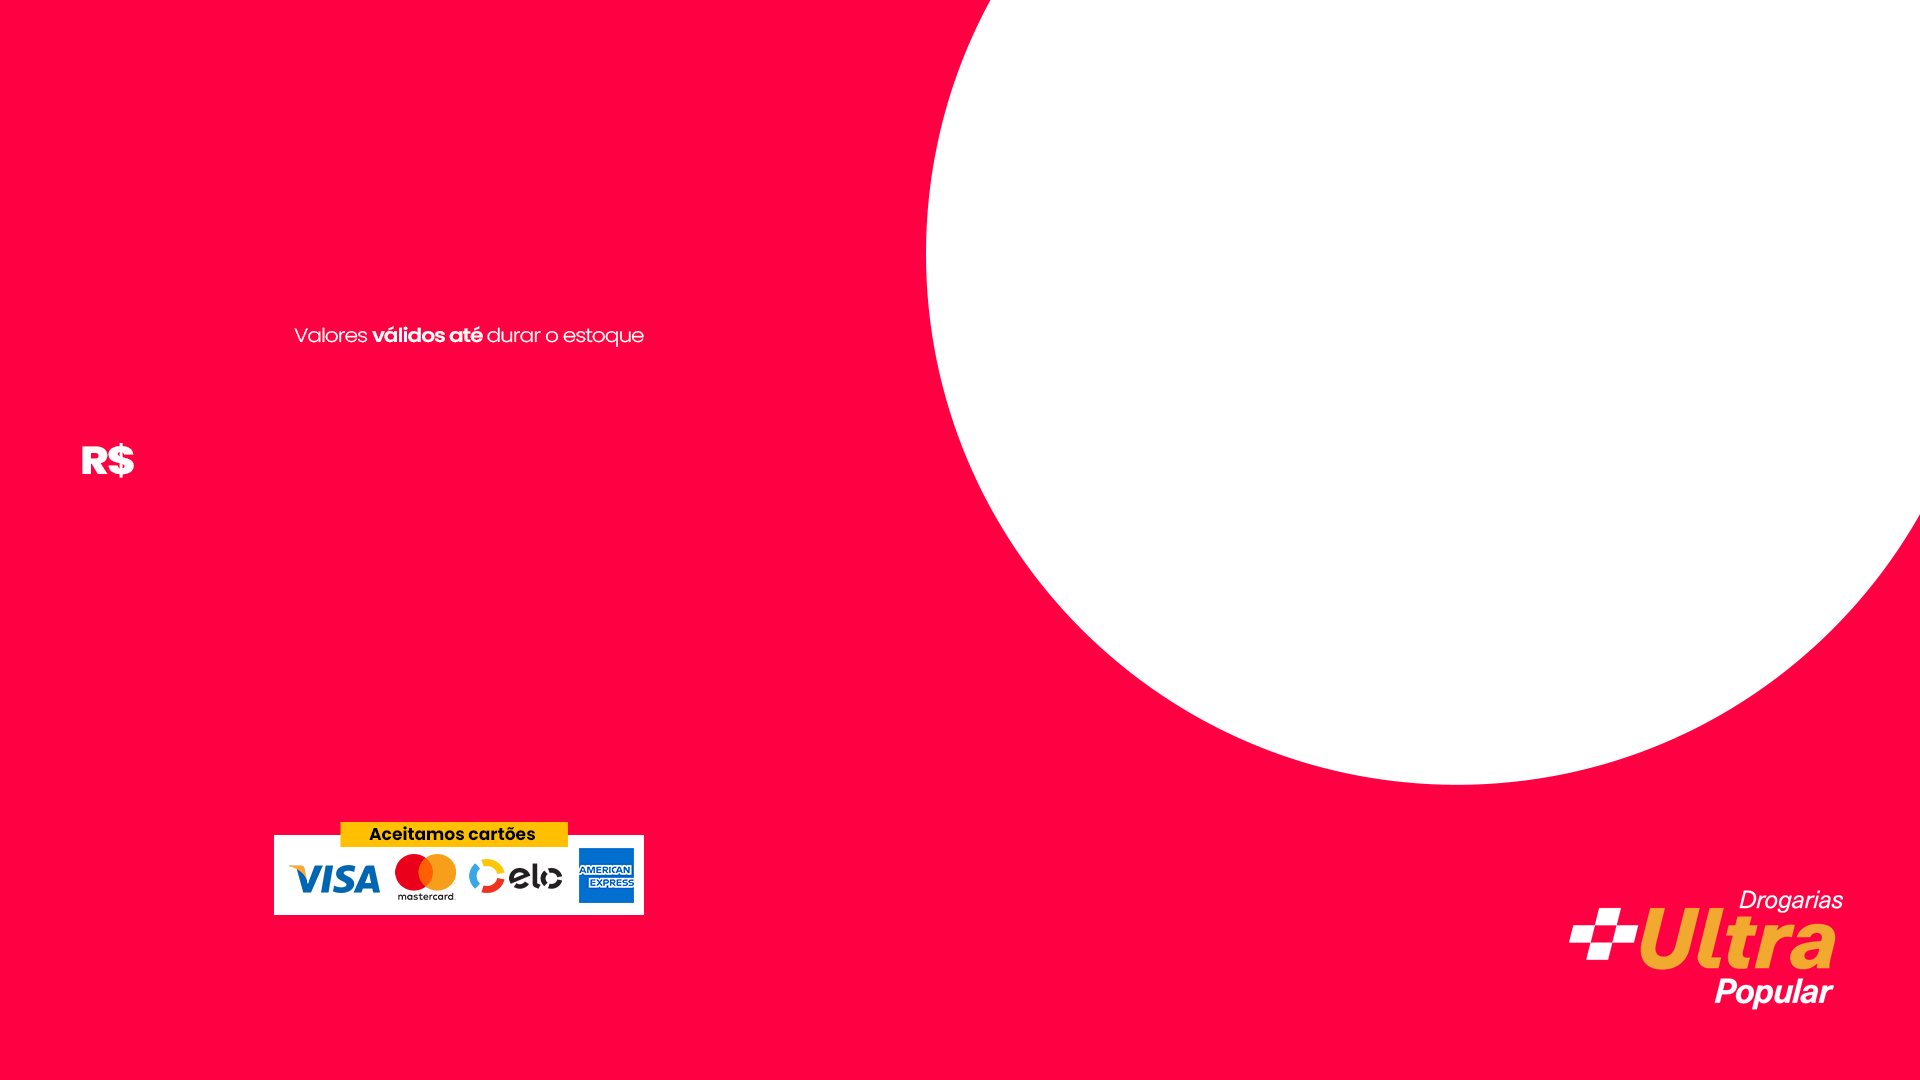 Valores válidos até durar o estoque
R$
Aceitamos cartões
VISA
mastercard
elo
AMERICAN
EXPRESS
Drogarias
Ultra
Popular